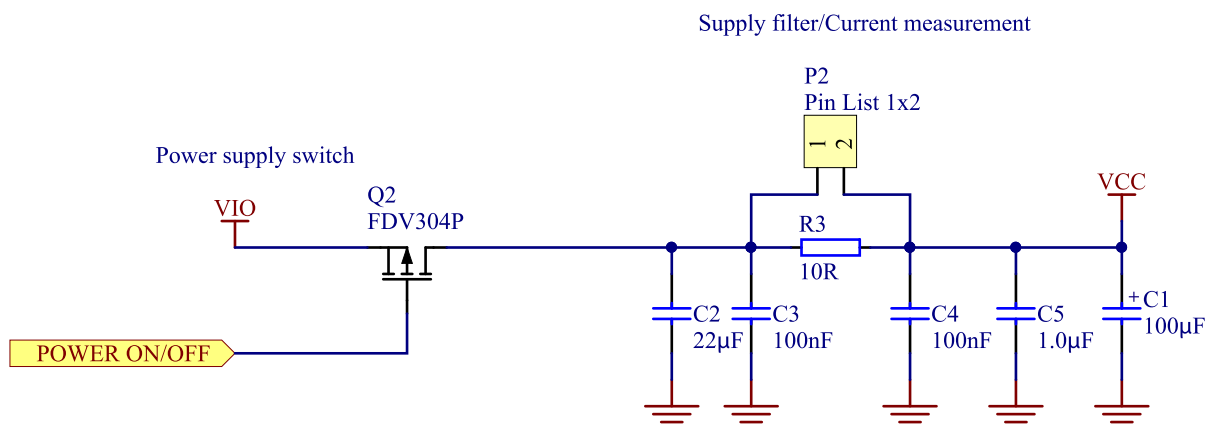 Supply filter/Current measurement
P2
Pin List 1x2
1
2
Power supply switch
VIO
Q2
FDV304P
R3
10R
VCC
C2
22µF
C3
100nF
C4
100nF
C5
1.0µF
+
C1
100µF
POWER ON/OFF